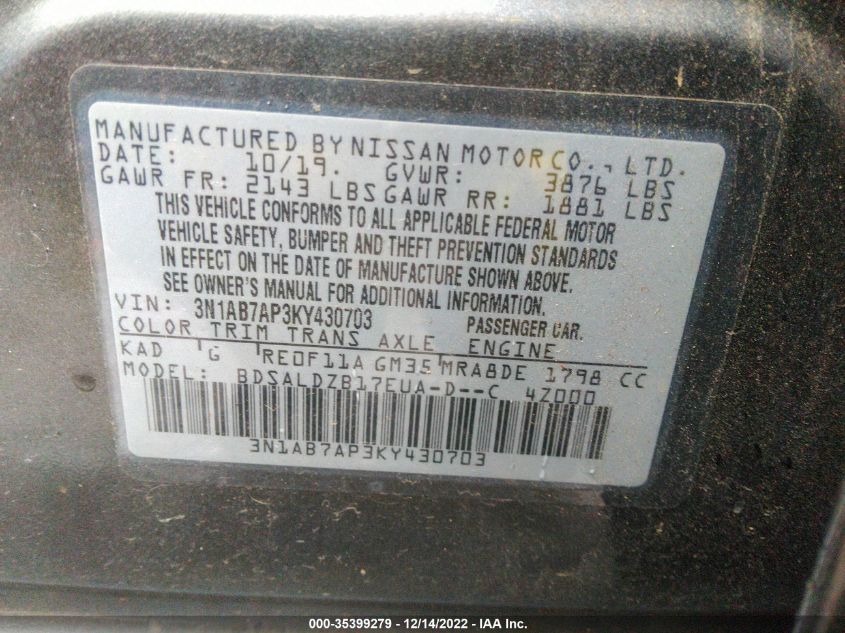 MANUFACTURED BY NISSAN MOTOR CO., LTD.
DATE: 10/19. GVWR: 3876 LBS
GAWR FR: 2143 LBS GAWR RR: 1881 LBS
THIS VEHICLE CONFORMS TO ALL APPLICABLE FEDERAL MOTOR
VEHICLE SAFETY, BUMPER AND THEFT PREVENTION STANDARDS
IN EFFECT ON THE DATE OF MANUFACTURE SHOWN ABOVE.
SEE OWNER'S MANUAL FOR ADDITIONAL INFORMATION.
VIN: 3N1AB7AP3KY430703 PASSENGER CAR.
COLOR TRIM TRANS AXLE ENGINE
KAD G RE0F11A GM35 MRA8DE 1798 CC
MODEL: BDSALDZB17EUA-D--C 4Z000
3N1AB7AP3KY430703
000-35399279 - 12/14/2022 - IAA Inc.